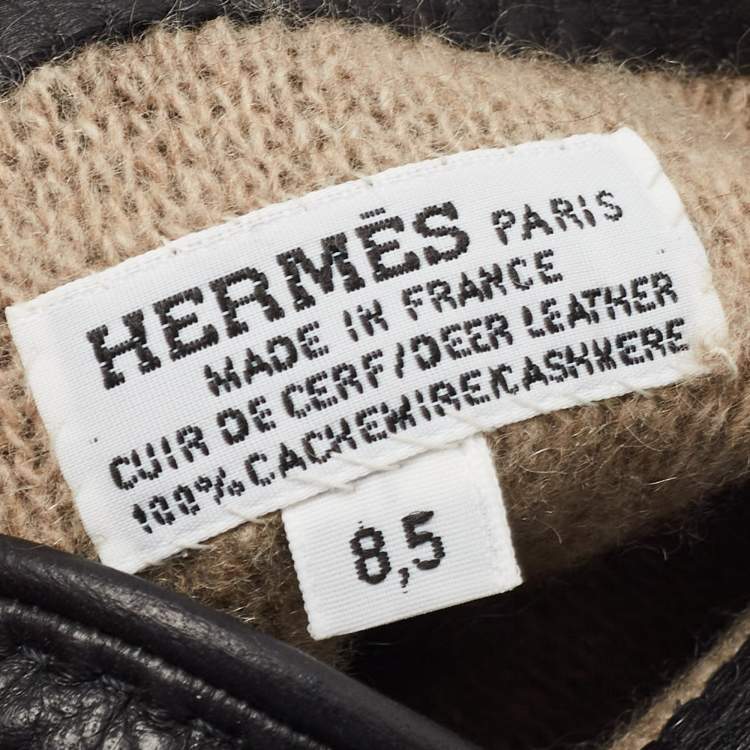 HERMÈS PARIS
MADE IN FRANCE
CUIR DE CERF/DEER LEATHER
100% CACHEMIRE/CASHMERE
8,5